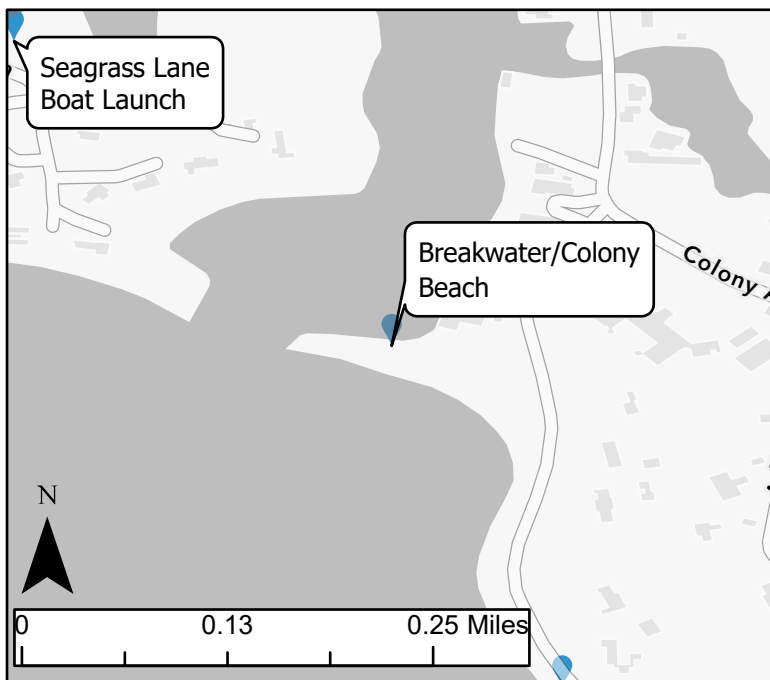 Seagrass Lane
Boat Launch
Breakwater/Colony
Beach
Colony A
N
0 0.13 0.25 Miles